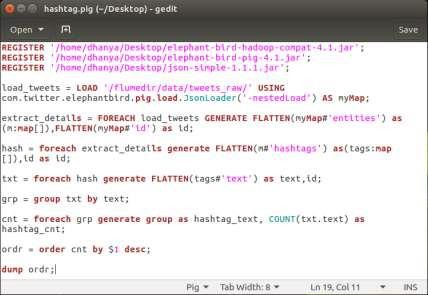 hashtag.pig (~/Desktop) - gedit
Open
Save
REGISTER '/home/dhanya/Desktop/elephant-bird-hadoop-compat-4.1.jar';
REGISTER '/home/dhanya/Desktop/elephant-bird-pig-4.1.jar';
REGISTER '/home/dhanya/Desktop/json-simple-1.1.1.jar';
load_tweets = LOAD '/flumedir/data/tweets_raw/' USING
com.twitter.elephantbird.pig.load.JsonLoader('-nestedLoad') AS myMap;
extract_details = FOREACH load_tweets GENERATE FLATTEN(myMap#'entities') as
(m:map[]),FLATTEN(myMap#'id') as id;
hash = foreach extract_details generate FLATTEN(m#'hashtags') as(tags:map
[]),id as id;
txt = foreach hash generate FLATTEN(tags#'text') as text,id;
grp = group txt by text;
cnt = foreach grp generate group as hashtag_text, COUNT(txt.text) as
hashtag_cnt;
ordr = order cnt by $1 desc;
dump ordr;
Pig Tab Width: 8 Ln 19, Col 11 INS